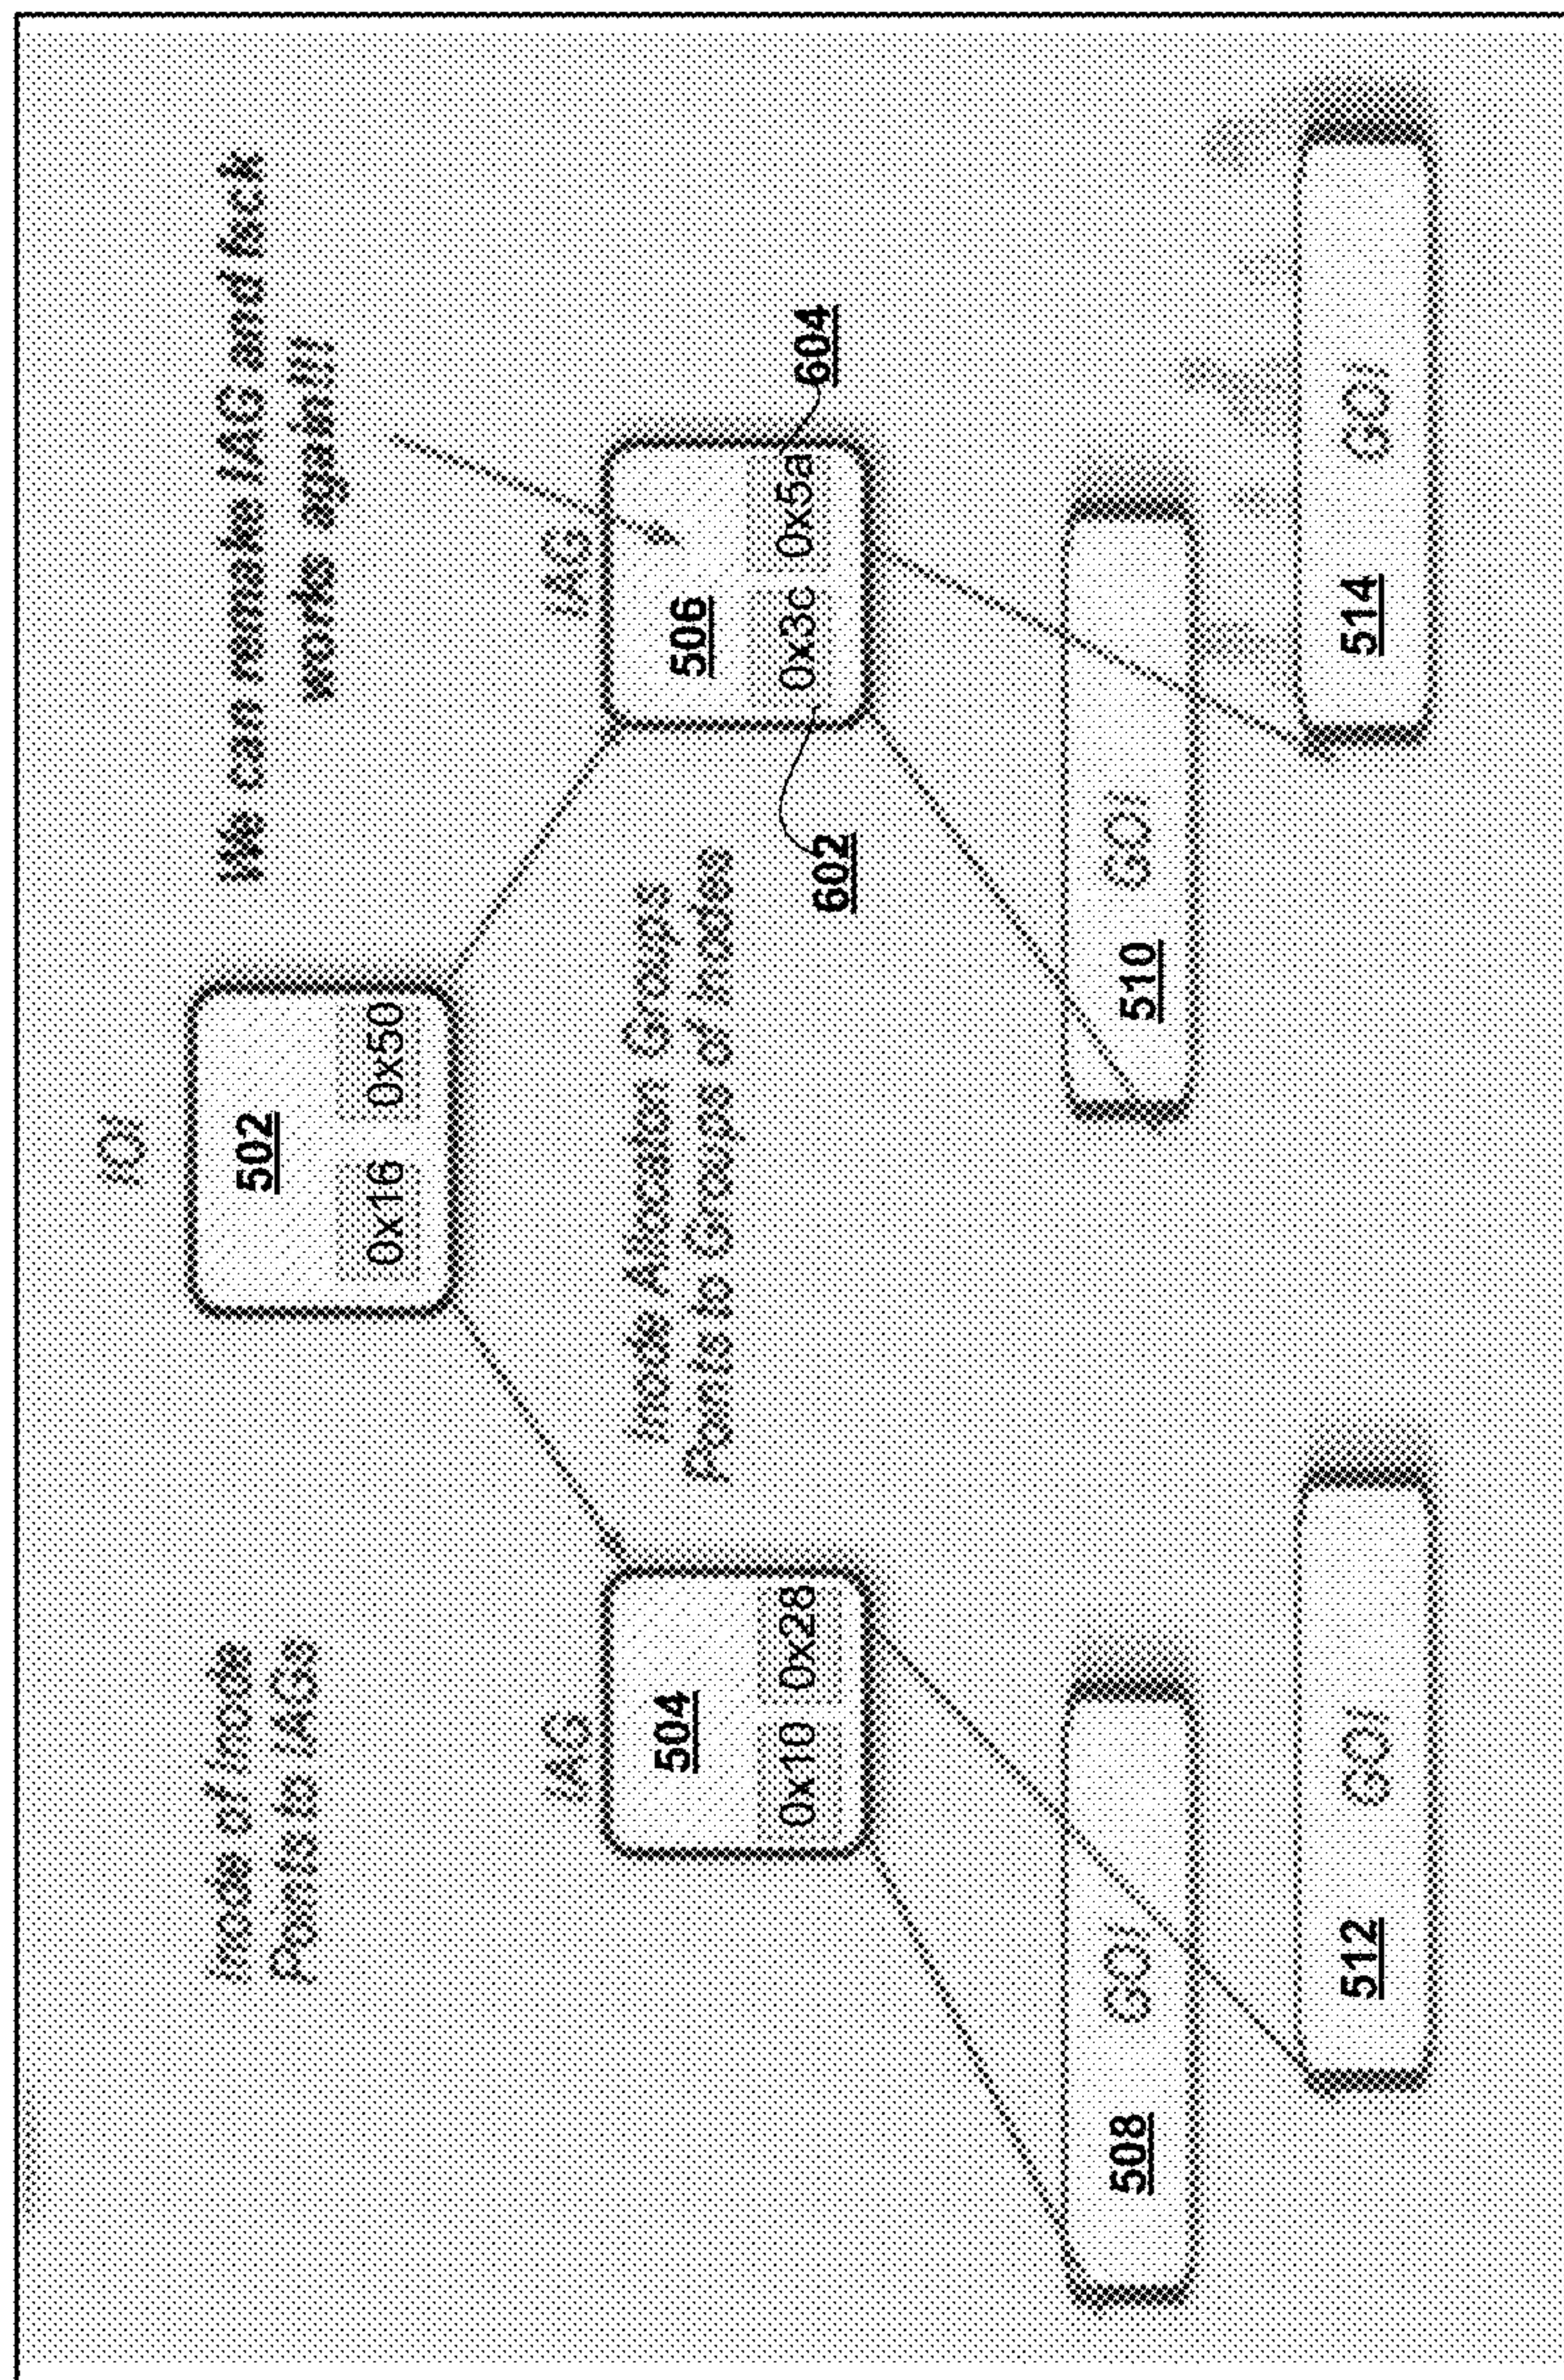 IOI
502
0x16 0x50
Inode of Inode
Points to IAGs
We can remake IAG and fsck
works again!!!
IAG
504
0x10 0x28
Inode Allocation Groups
Points to Groups of Inodes
IAG
506
0x3c 0x5a
602
604
508 GOI
510 GOI
512 GOI
514 GOI